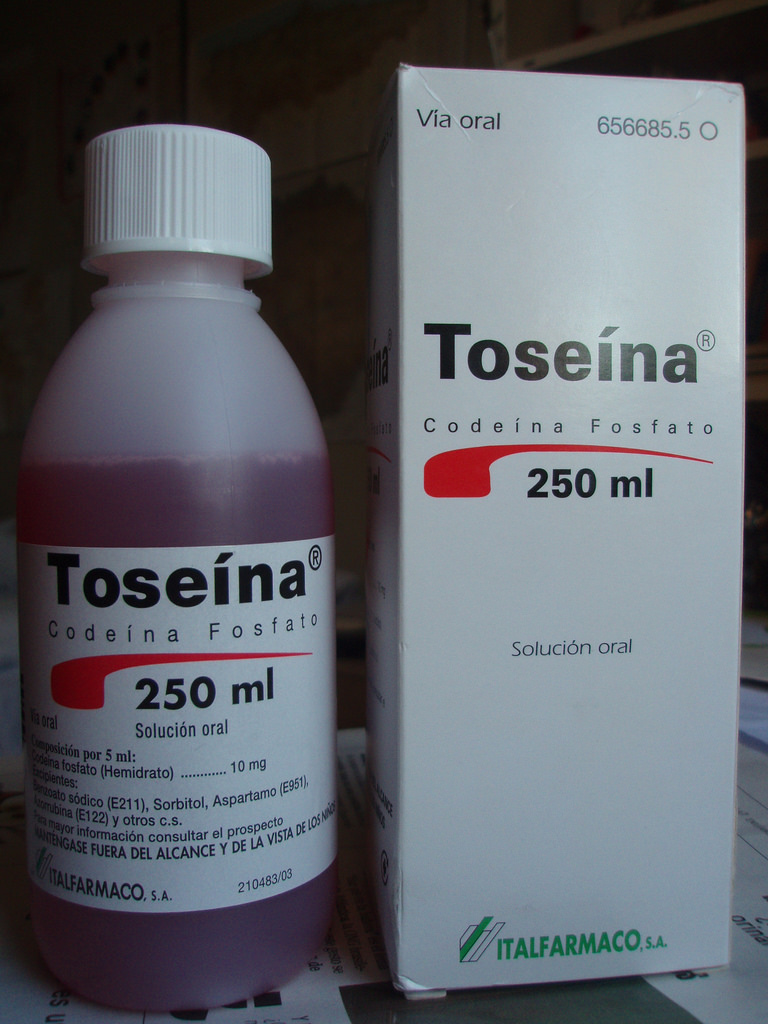 Toseína®
Codeína Fosfato
250 ml
Solución oral
Vía oral
Composición por 5 ml:
Codeína fosfato (Hemidrato) ............ 10 mg
Excipientes:
Benzoato sódico (E211), Sorbitol, Aspartamo (E951),
Azorrubina (E122) y otros c.s.
Para mayor información consultar el prospecto
MANTÉNGASE FUERA DEL ALCANCE Y DE LA VISTA DE LOS NIÑOS
ITALFARMACO, S.A.
210483/03
Vía oral
656685.5 O
Toseína®
Codeína Fosfato
250 ml
Solución oral
ITALFARMACO, S.A.